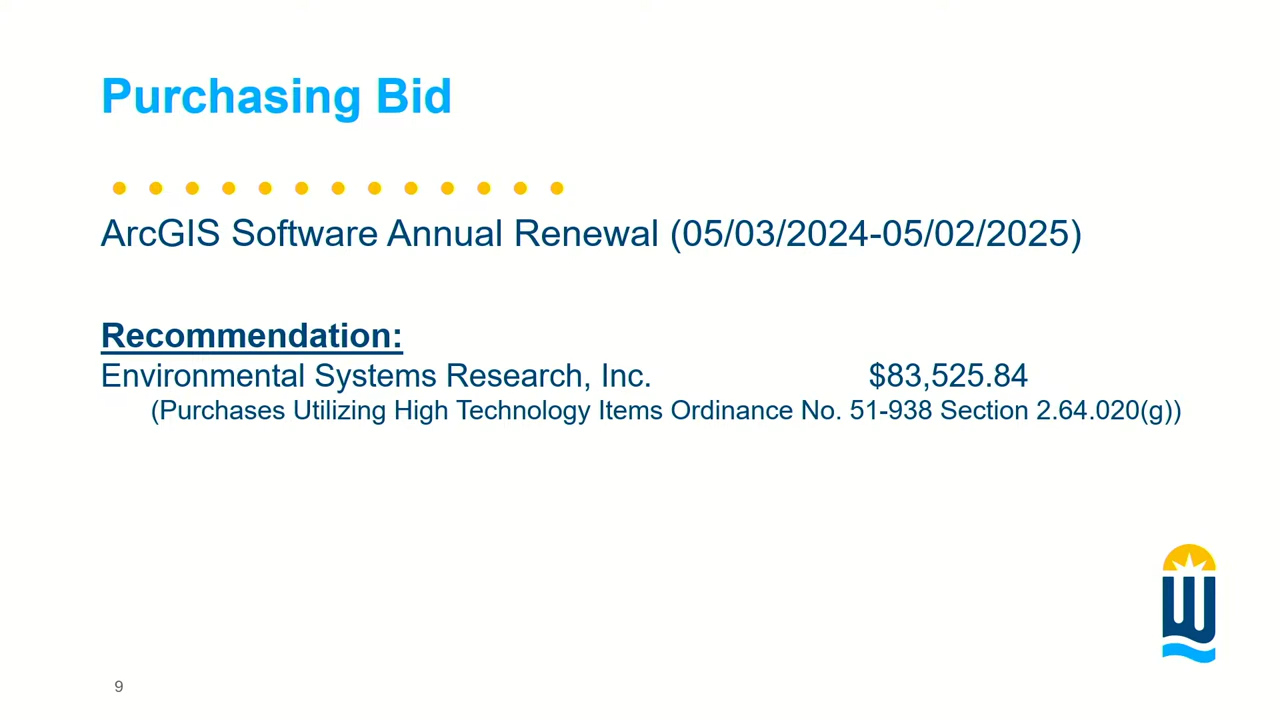 Purchasing Bid
ArcGIS Software Annual Renewal (05/03/2024-05/02/2025)
Recommendation:
Environmental Systems Research, Inc. $83,525.84
(Purchases Utilizing High Technology Items Ordinance No. 51-938 Section 2.64.020(g))
W
9